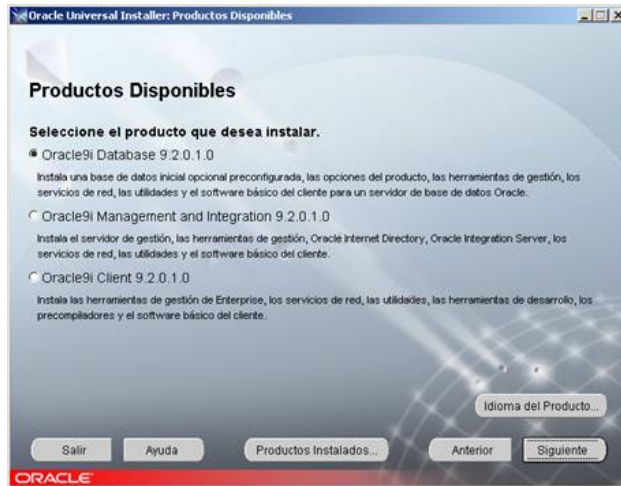 Oracle Universal Installer: Productos Disponibles
Productos Disponibles
Seleccione el producto que desea instalar.
Oracle9i Database 9.2.0.1.0
Instala una base de datos inicial opcional preconfigurada, las opciones del producto, las herramientas de gestión, los
servicios de red, las utilidades y el software básico del cliente para un servidor de base de datos Oracle.
Oracle9i Management and Integration 9.2.0.1.0
Instala el servidor de gestión, las herramientas de gestión, Oracle Internet Directory, Oracle Integration Server, los
servicios de red, las utilidades y el software básico del cliente.
Oracle9i Client 9.2.0.1.0
Instala las herramientas de gestión de Enterprise, los servicios de red, las utilidades, las herramientas de desarrollo, los
precompiladores y el software básico del cliente.
Idioma del Producto...
Salir Ayuda Productos Instalados... Anterior Siguiente
ORACLE